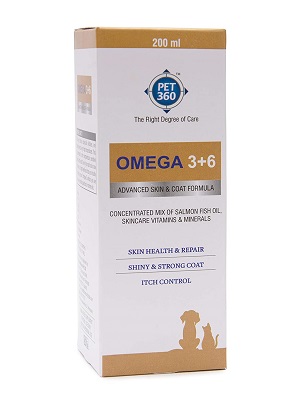 200 ml
PET
360
™
The Right Degree of Care
OMEGA 3+6
ADVANCED SKIN & COAT FORMULA
CONCENTRATED MIX OF SALMON FISH OIL,
SKINCARE VITAMINS & MINERALS
SKIN HEALTH & REPAIR
SHINY & STRONG COAT
ITCH CONTROL